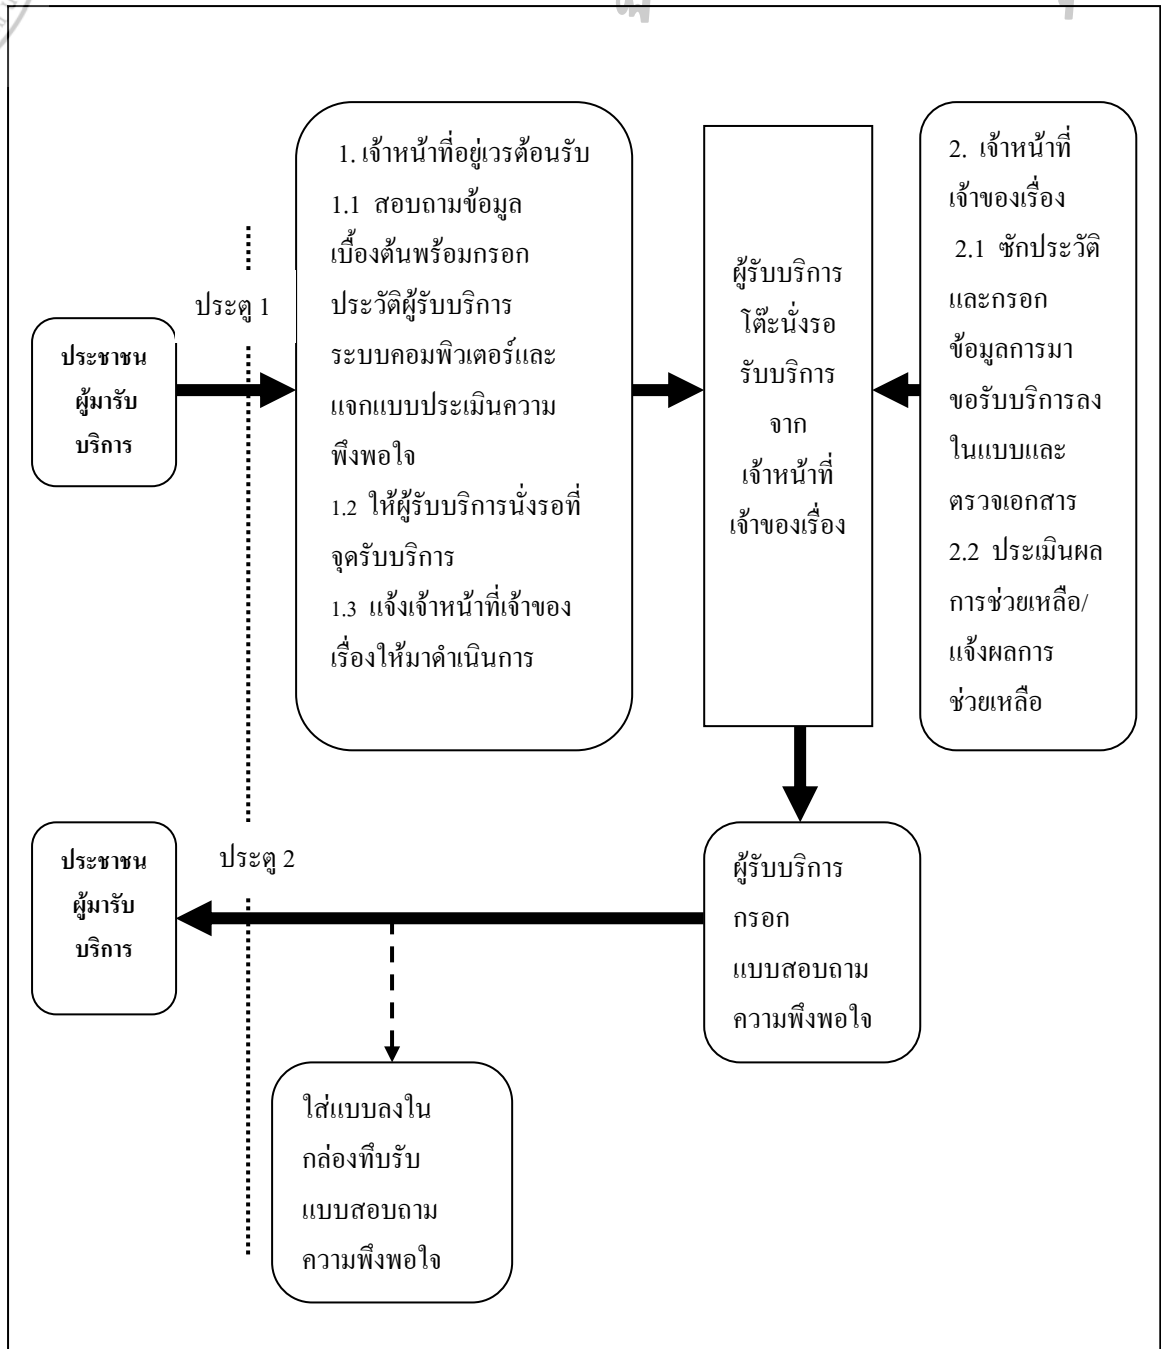 1. เจ้าหน้าที่อยู่เวรต้อนรับ
1.1 สอบถามข้อมูล
เบื้องต้นพร้อมกรอก
ประวัติผู้รับบริการ
ระบบคอมพิวเตอร์และ
แจกแบบประเมินความ
พึงพอใจ
1.2 ให้ผู้รับบริการนั่งรอที่
จุดรับบริการ
1.3 แจ้งเจ้าหน้าที่เจ้าของ
เรื่องให้มาดำเนินการ
ประตู 1
ประชาชน
ผู้มารับ
บริการ
ผู้รับบริการ
โต๊ะนั่งรอ
รับบริการ
จาก
เจ้าหน้าที่
เจ้าของเรื่อง
2. เจ้าหน้าที่
เจ้าของเรื่อง
2.1 ซักประวัติ
และกรอก
ข้อมูลการมา
ขอรับบริการลง
ในแบบและ
ตรวจเอกสาร
2.2 ประเมินผล
การช่วยเหลือ/
แจ้งผลการ
ช่วยเหลือ
ประชาชน
ผู้มารับ
บริการ
ประตู 2
ผู้รับบริการ
กรอก
แบบสอบถาม
ความพึงพอใจ
ใส่แบบลงใน
กล่องทึบรับ
แบบสอบถาม
ความพึงพอใจ